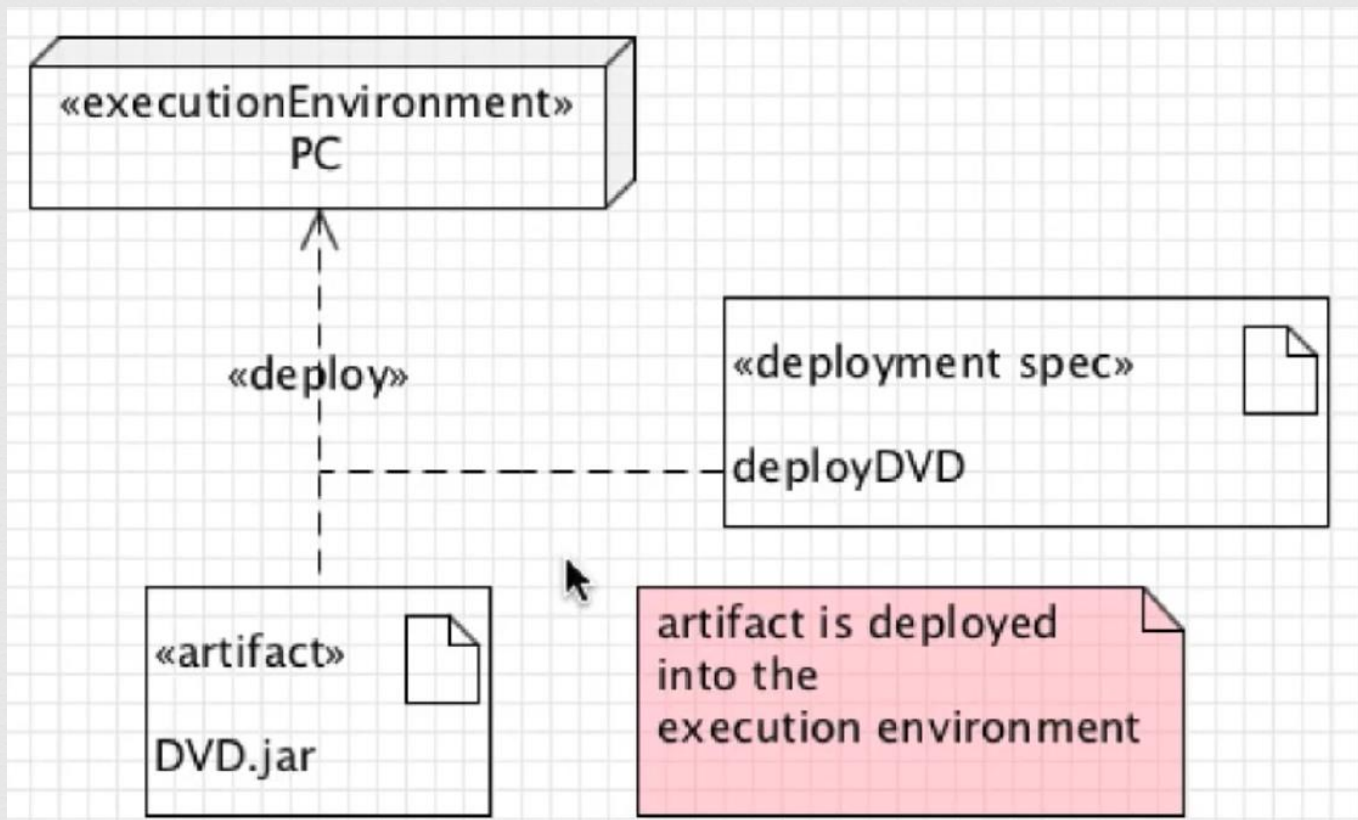 «executionEnvironment»
PC
«deploy»
«deployment spec»
deployDVD
«artifact»
DVD.jar
artifact is deployed
into the
execution environment